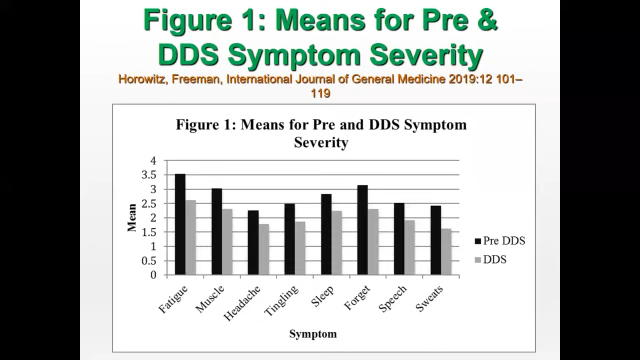 Figure 1: Means for Pre &
DDS Symptom Severity
Horowitz, Freeman, International Journal of General Medicine 2019:12 101–
119
Figure 1: Means for Pre and DDS Symptom
Severity
4
3.5
3
2.5
2
1.5
1
0.5
0
Mean
Fatigue
Muscle
Headache
Tingling
Sleep
Forget
Speech
Sweats
Symptom
Pre DDS
DDS